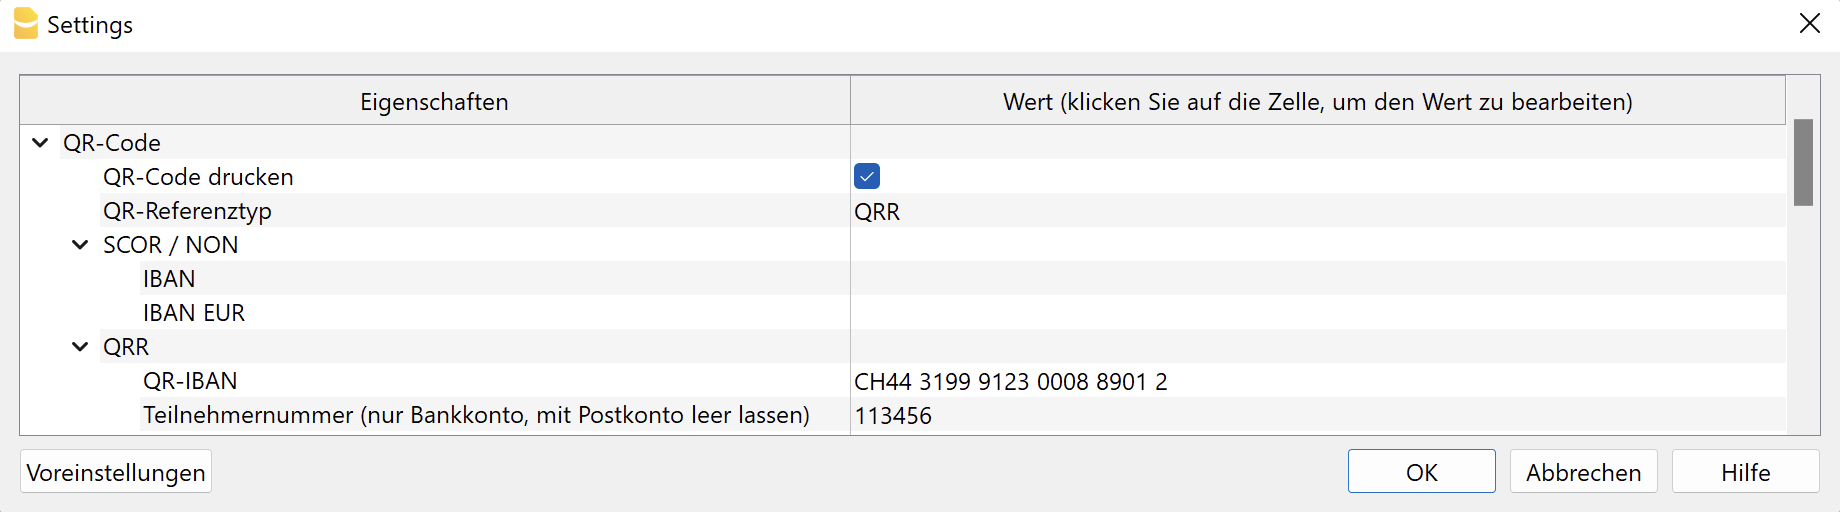 Settings
Eigenschaften Wert (klicken Sie auf die Zelle, um den Wert zu bearbeiten)
QR-Code
QR-Code drucken
QR-Referenztyp QRR
SCOR / NON
IBAN
IBAN EUR
QRR
QR-IBAN CH44 3199 9123 0008 8901 2
Teilnehmernummer (nur Bankkonto, mit Postkonto leer lassen) 113456
Voreinstellungen OK Abbrechen Hilfe